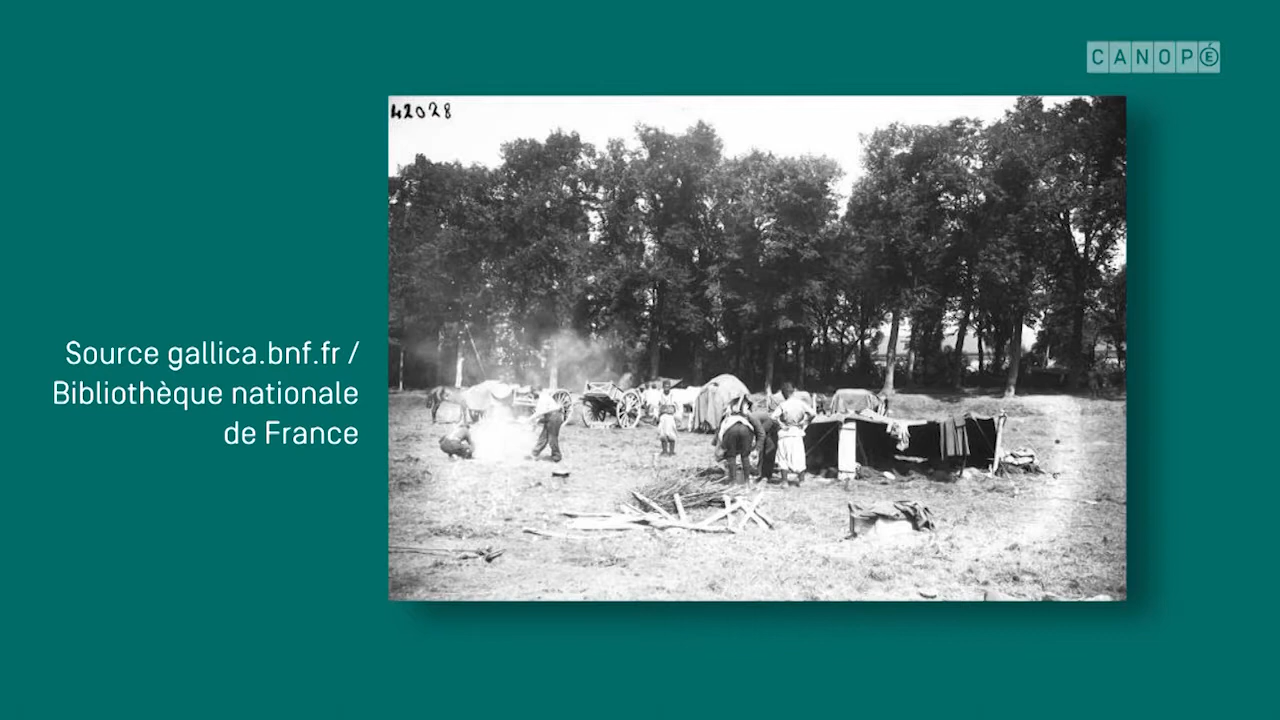 CANOPÉ
42028
Source gallica.bnf.fr /
Bibliothèque nationale
de France